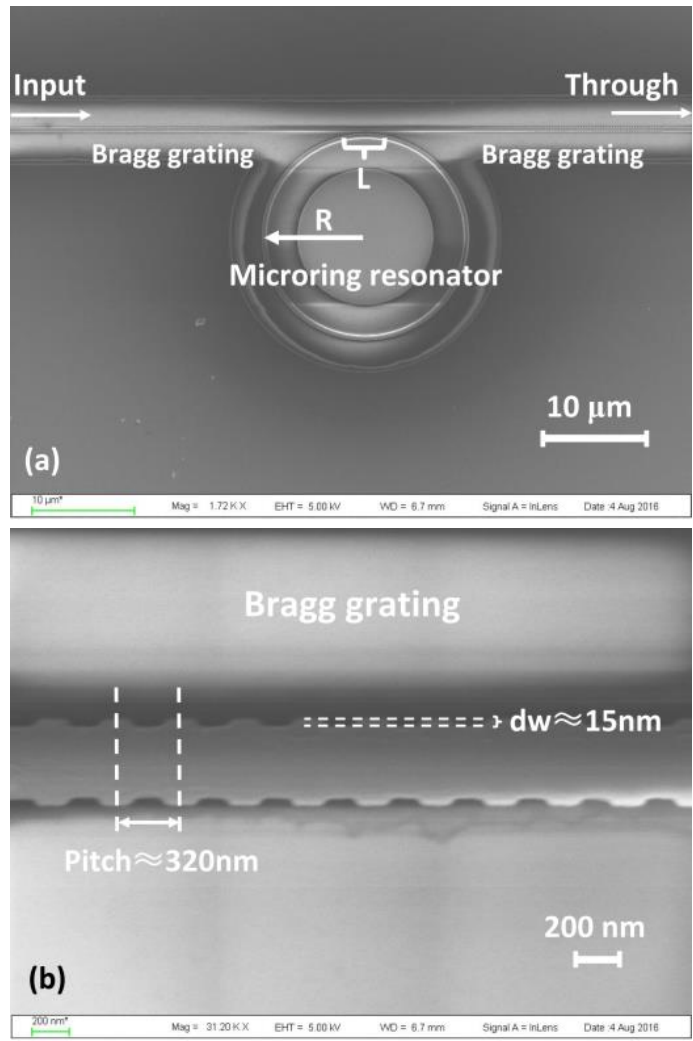 Input
Through
Bragg grating
Bragg grating
L
R
Microring resonator
10 μm
(a)
10 µm*
Mag = 1.72 K X EHT = 5.00 kV WD = 6.7 mm Signal A = InLens Date :4 Aug 2016
Bragg grating
dw≈15nm
Pitch≈320nm
200 nm
(b)
200 nm*
Mag = 31.20 K X EHT = 5.00 kV WD = 6.7 mm Signal A = InLens Date :4 Aug 2016